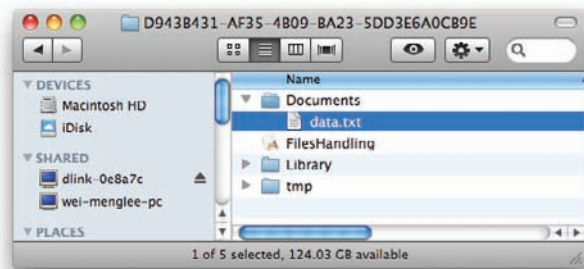 D943B431-AF35-4B09-BA23-5DD3E6A0CB9E
Name
DEVICES
Macintosh HD
iDisk
SHARED
dlink-0e8a7c
wei-menglee-pc
PLACES
Documents
data.txt
FilesHandling
Library
tmp
1 of 5 selected, 124.03 GB available